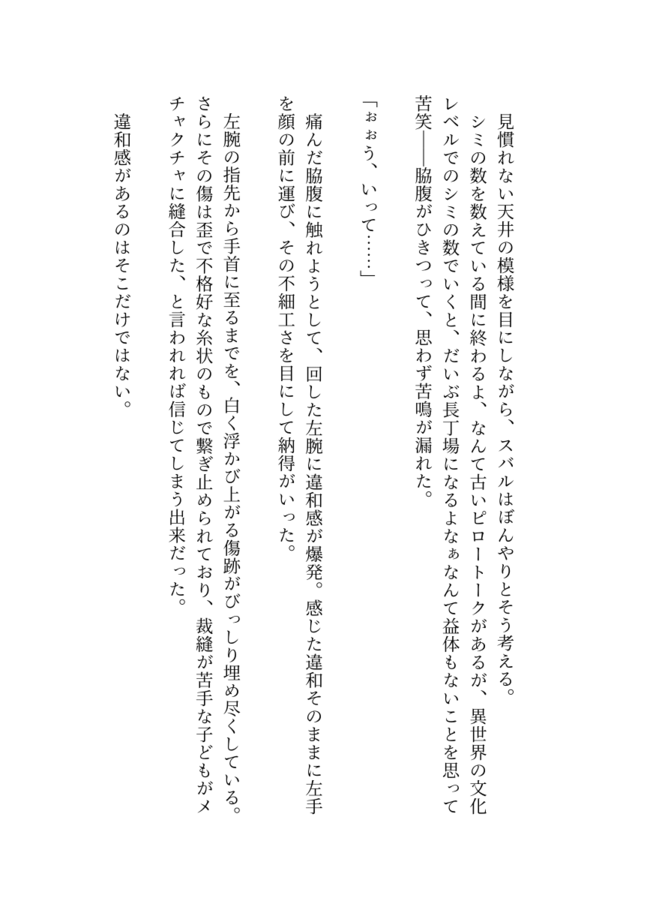 見慣れない天井の模様を目にしながら、スバルはぼんやりとそう考える。
シミの数を数えている間に終わるよ、なんて古いピロートークがあるが、異世界の文化
レベルでのシミの数でいくと、だいぶ長丁場になるよなぁなんて益体もないことを思って
苦笑――脇腹がひきつって、思わず苦鳴が漏れた。
「ぉぉう、いって……」
痛んだ脇腹に触れようとして、回した左腕に違和感が爆発。感じた違和そのままに左手
を顔の前に運び、その不細工さを目にして納得がいった。
左腕の指先から手首に至るまでを、白く浮かび上がる傷跡がびっしり埋め尽くしている。
さらにその傷は歪で不格好な糸状のもので繋ぎ止められており、裁縫が苦手な子どもがメ
チャクチャに縫合した、と言われれば信じてしまう出来だった。
違和感があるのはそこだけではない。